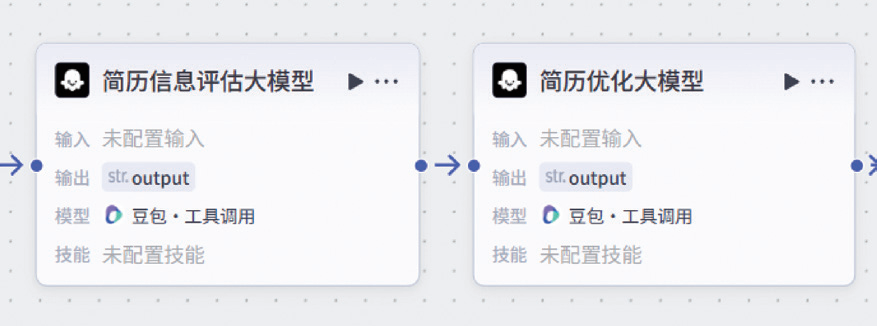 简历信息评估大模型
输入 未配置输入
输出 str. output
模型 豆包·工具调用
技能 未配置技能
简历优化大模型
输入 未配置输入
输出 str. output
模型 豆包·工具调用
技能 未配置技能